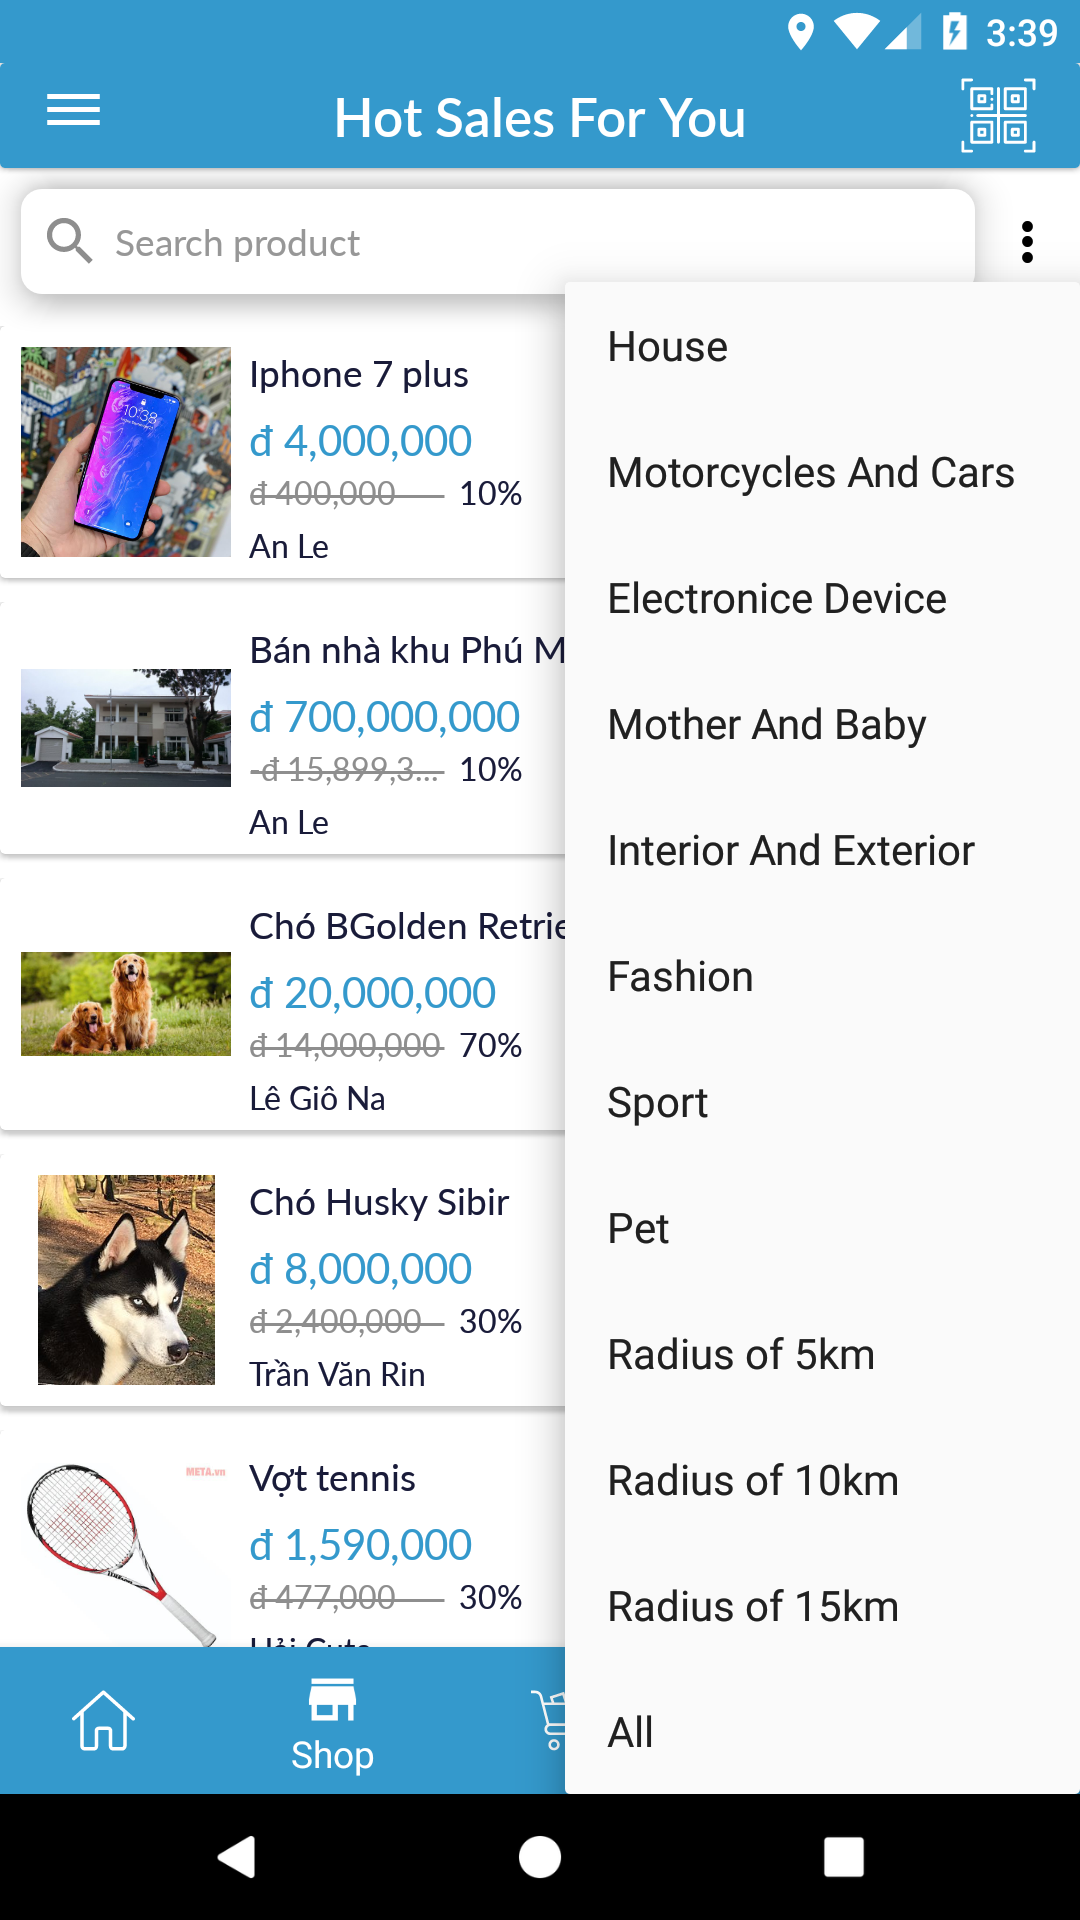 3:39
Hot Sales For You
Search product
House
Motorcycles And Cars
Electronice Device
Mother And Baby
Interior And Exterior
Fashion
Sport
Pet
Radius of 5km
Radius of 10km
Radius of 15km
All
Iphone 7 plus
đ 4,000,000
đ 400,000 10%
An Le
Bán nhà khu Phú M
đ 700,000,000
-đ 15,899,3... 10%
An Le
Chó BGolden Retrie
đ 20,000,000
đ 14,000,000 70%
Lê Giô Na
Chó Husky Sibir
đ 8,000,000
đ 2,400,000 30%
Trần Văn Rin
META.vn
Vợt tennis
đ 1,590,000
đ 477,000 30%
Shop